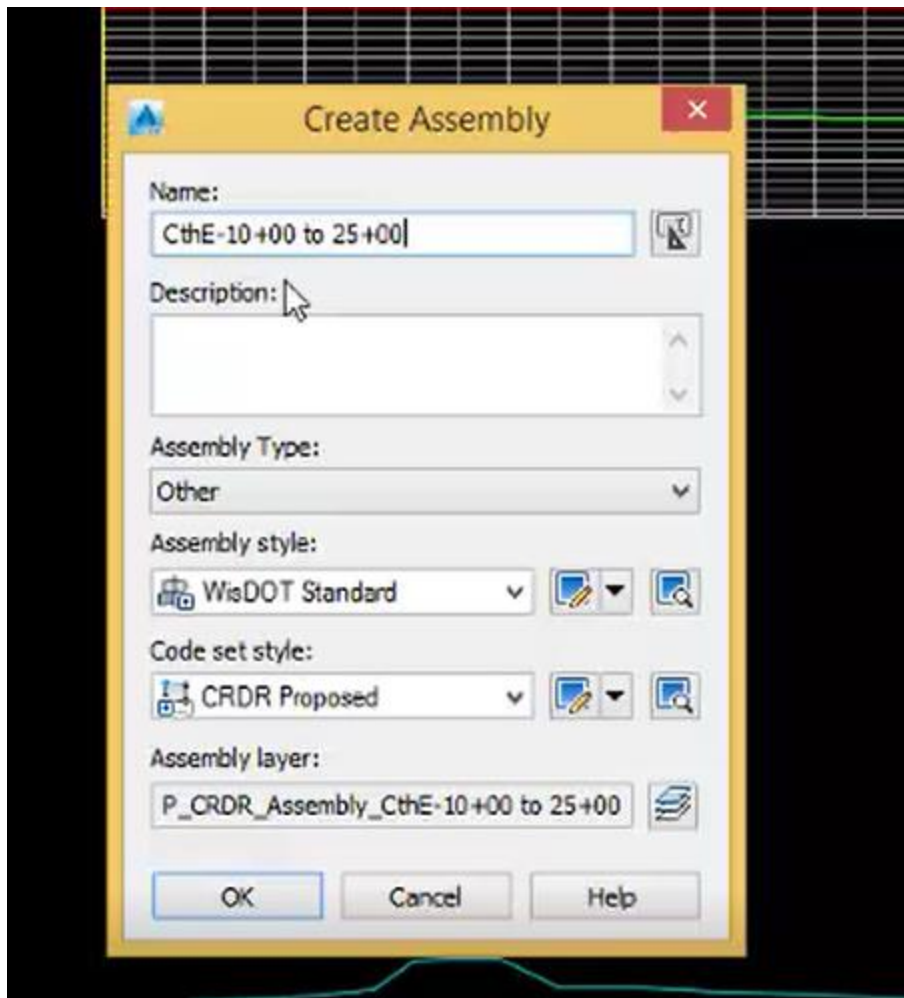 Create Assembly
Name:
CthE-10+00 to 25+00
Description:
Assembly Type:
Other
Assembly style:
WisDOT Standard
Code set style:
CRDR Proposed
Assembly layer:
P_CRDR_Assembly_CthE-10+00 to 25+00
OK Cancel Help